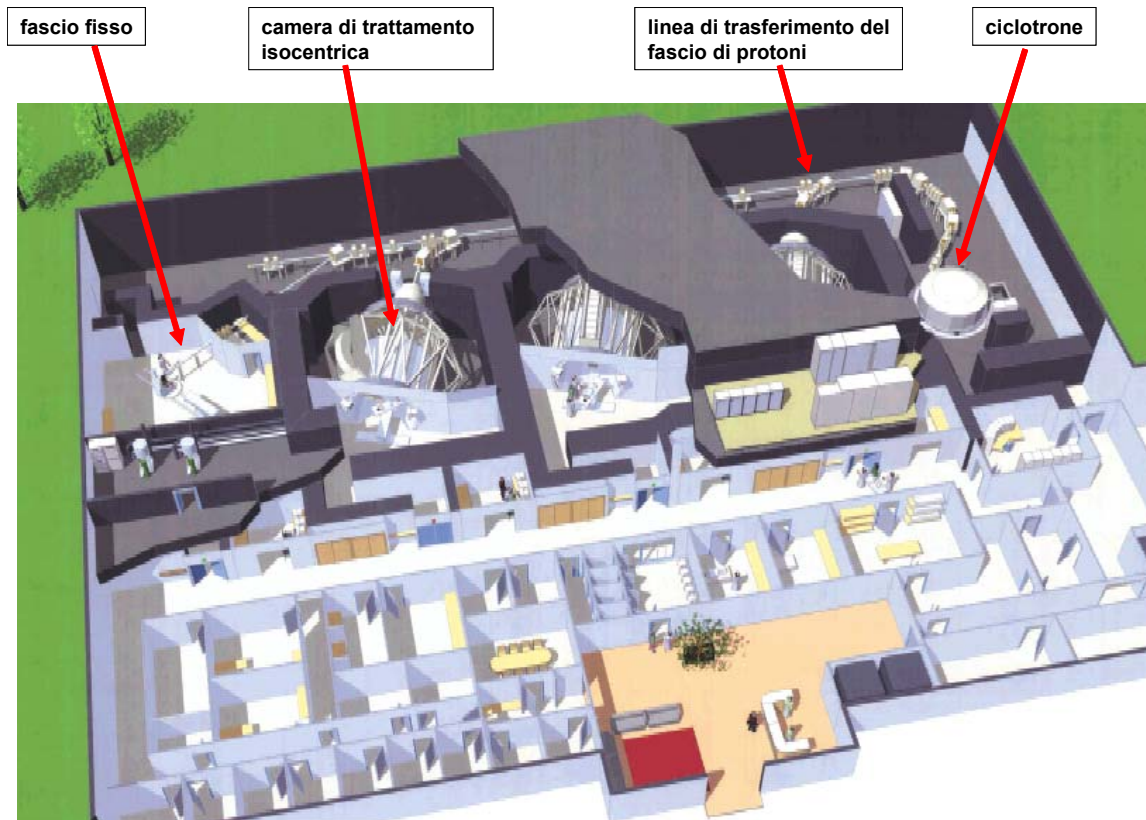 fascio fisso
camera di trattamento
isocentrica
linea di trasferimento del
fascio di protoni
ciclotrone